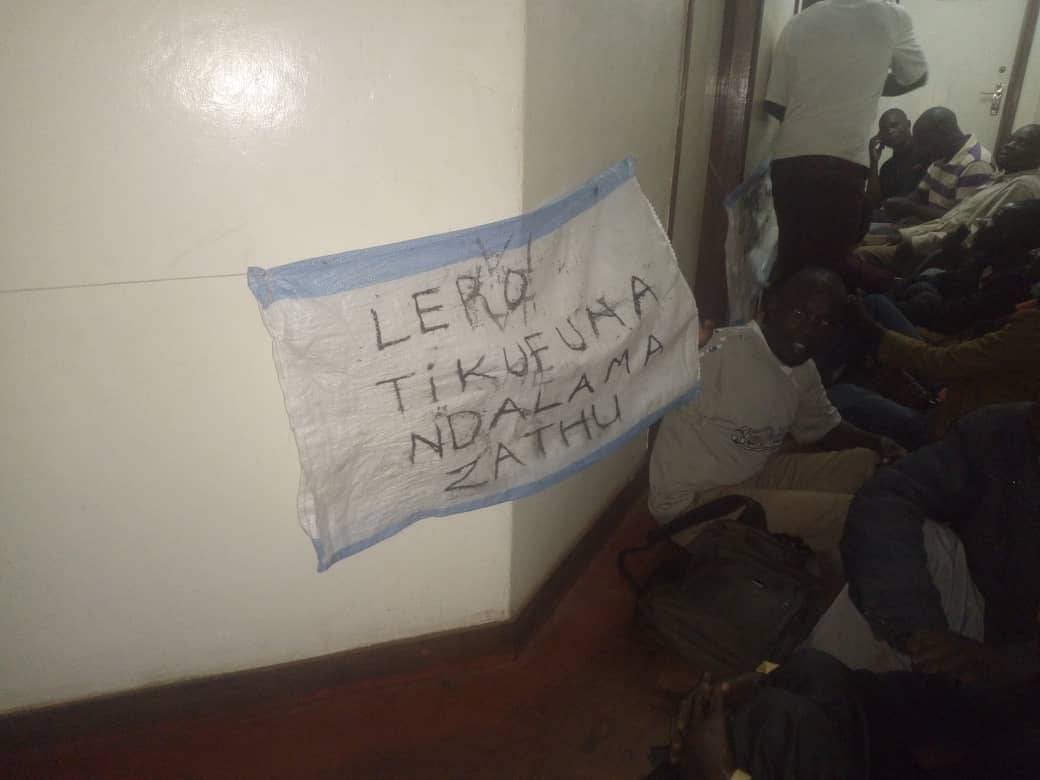 LERO
TIKUFUNA
NDALAMA
ZATHU